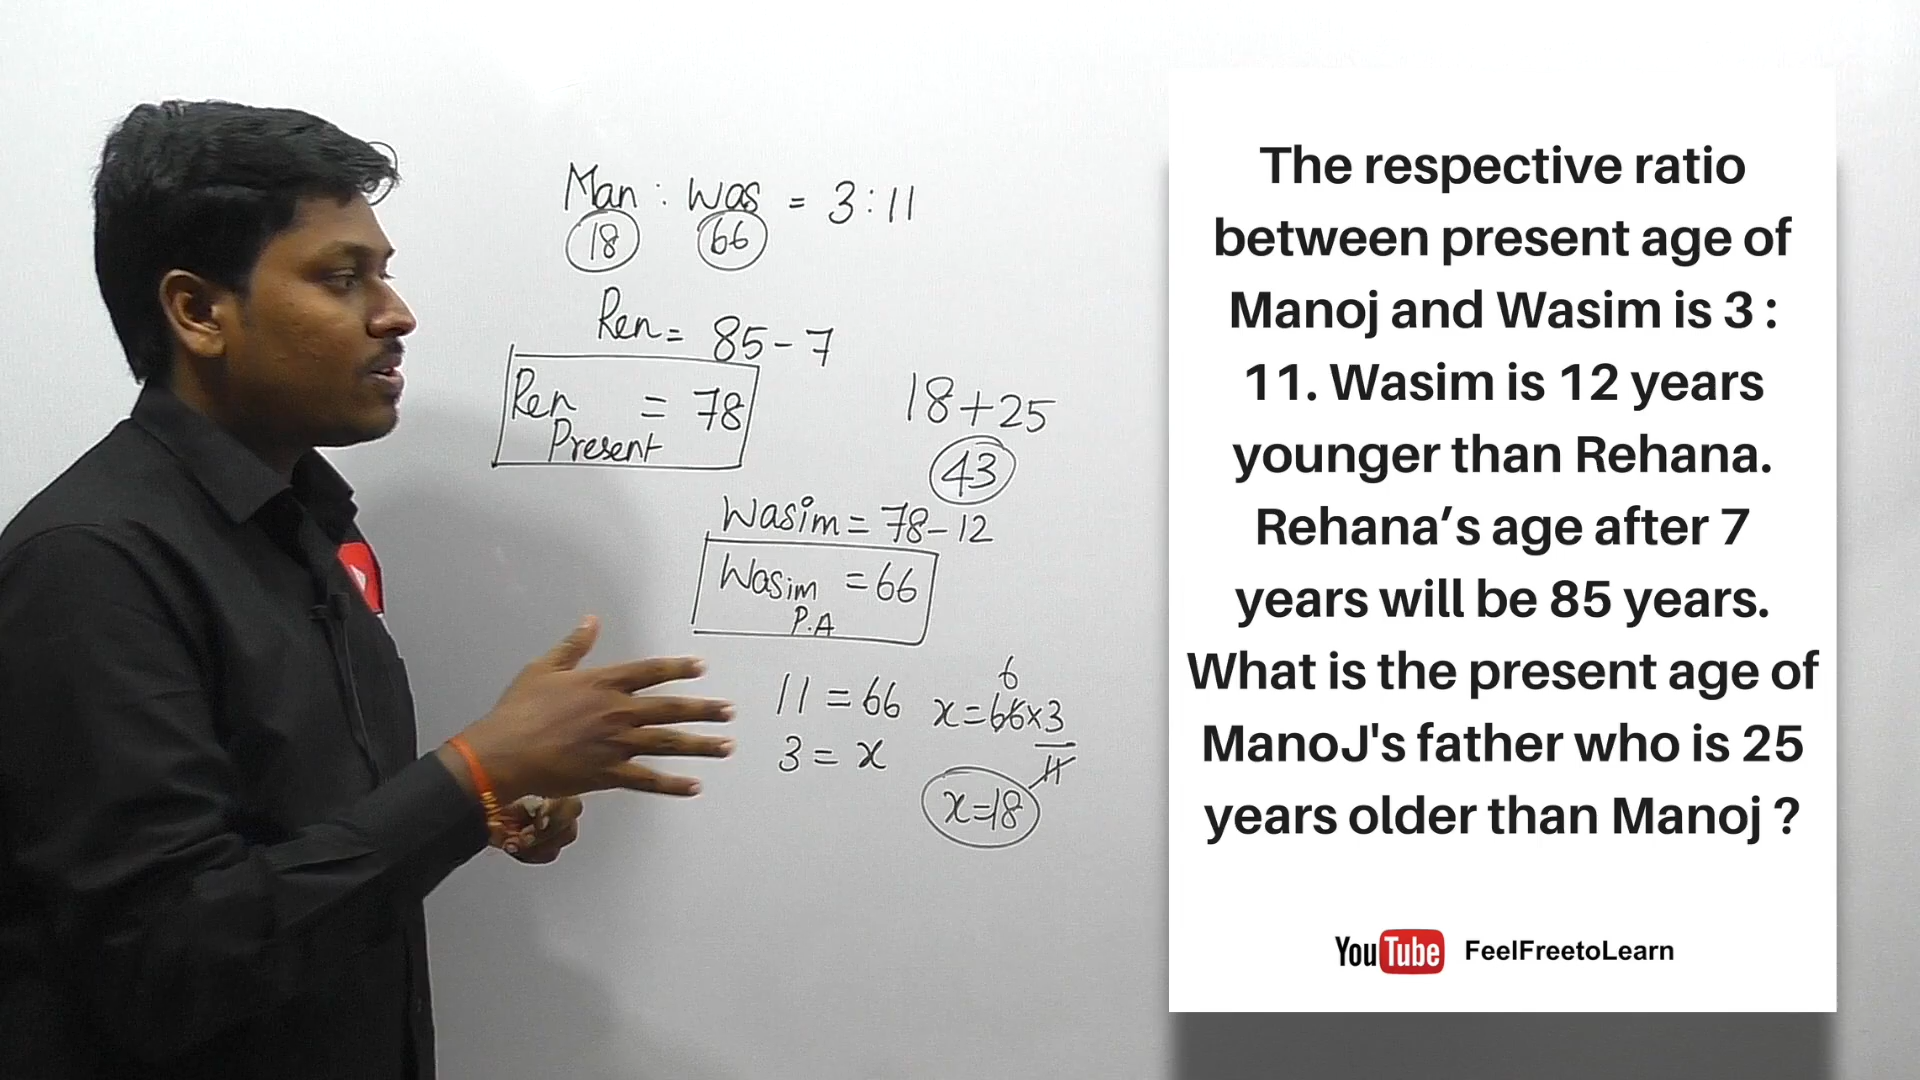 Man : Was = 3 : 11
18 66
Ren = 85 - 7
Ren = 78
Present
18 + 25
43
Wasim = 78 - 12
Wasim = 66
P.A
11 = 66
3 = x
6
x = 66 x 3
11
x = 18
The respective ratio
between present age of
Manoj and Wasim is 3 :
11. Wasim is 12 years
younger than Rehana.
Rehana’s age after 7
years will be 85 years.
What is the present age of
ManoJ's father who is 25
years older than Manoj ?
YouTube FeelFreetoLearn